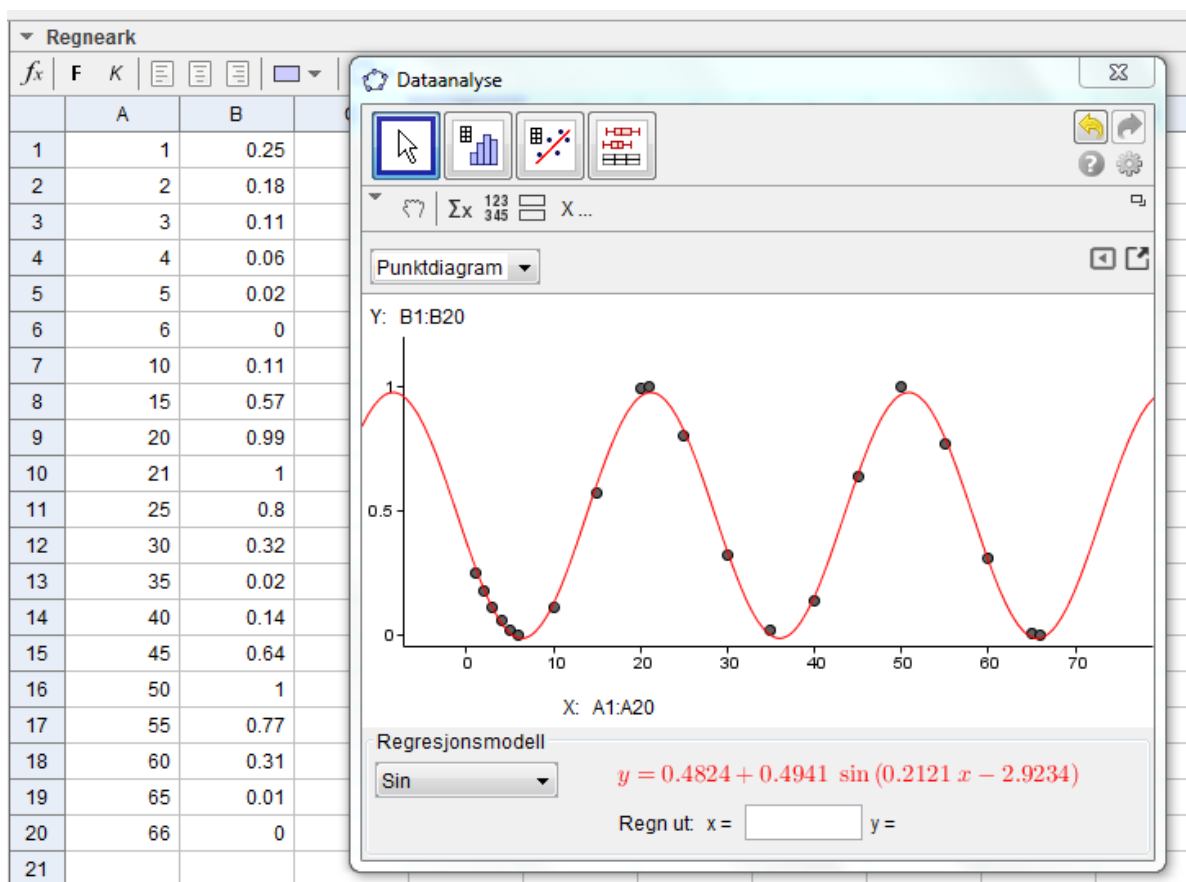 Regneark
fx F K
Dataanalyse
Σx 123 345 X ...
Punktdiagram
A B
1 1 0.25
2 2 0.18
3 3 0.11
4 4 0.06
5 5 0.02
6 6 0
7 10 0.11
8 15 0.57
9 20 0.99
10 21 1
11 25 0.8
12 30 0.32
13 35 0.02
14 40 0.14
15 45 0.64
16 50 1
17 55 0.77
18 60 0.31
19 65 0.01
20 66 0
21
Y: B1:B20
1
0.5
0
0 10 20 30 40 50 60 70
X: A1:A20
Regresjonsmodell
Sin
y = 0.4824 + 0.4941 sin (0.2121 x − 2.9234)
Regn ut: x = y =